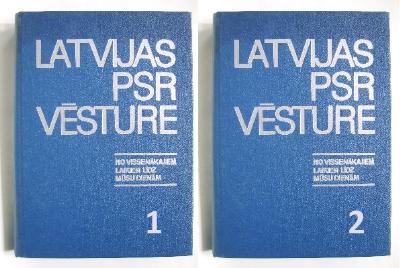 LATVIJAS
PSR
VĒSTURE
NO VISSENĀKAJIEM
LAIKIEM LĪDZ
MŪSU DIENĀM
1
LATVIJAS
PSR
VĒSTURE
NO VISSENĀKAJIEM
LAIKIEM LĪDZ
MŪSU DIENĀM
2